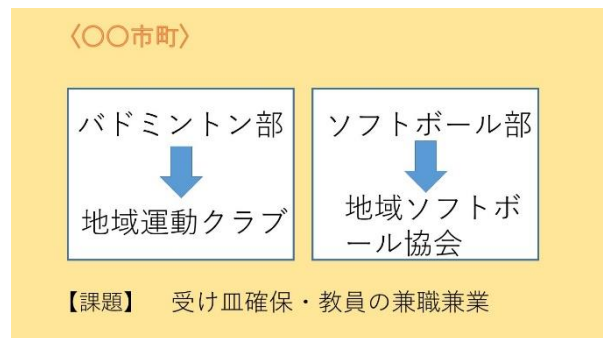 〈〇〇市町〉
バドミントン部
地域運動クラブ
ソフトボール部
地域ソフトボ
ール協会
【課題】 受け皿確保・教員の兼職兼業